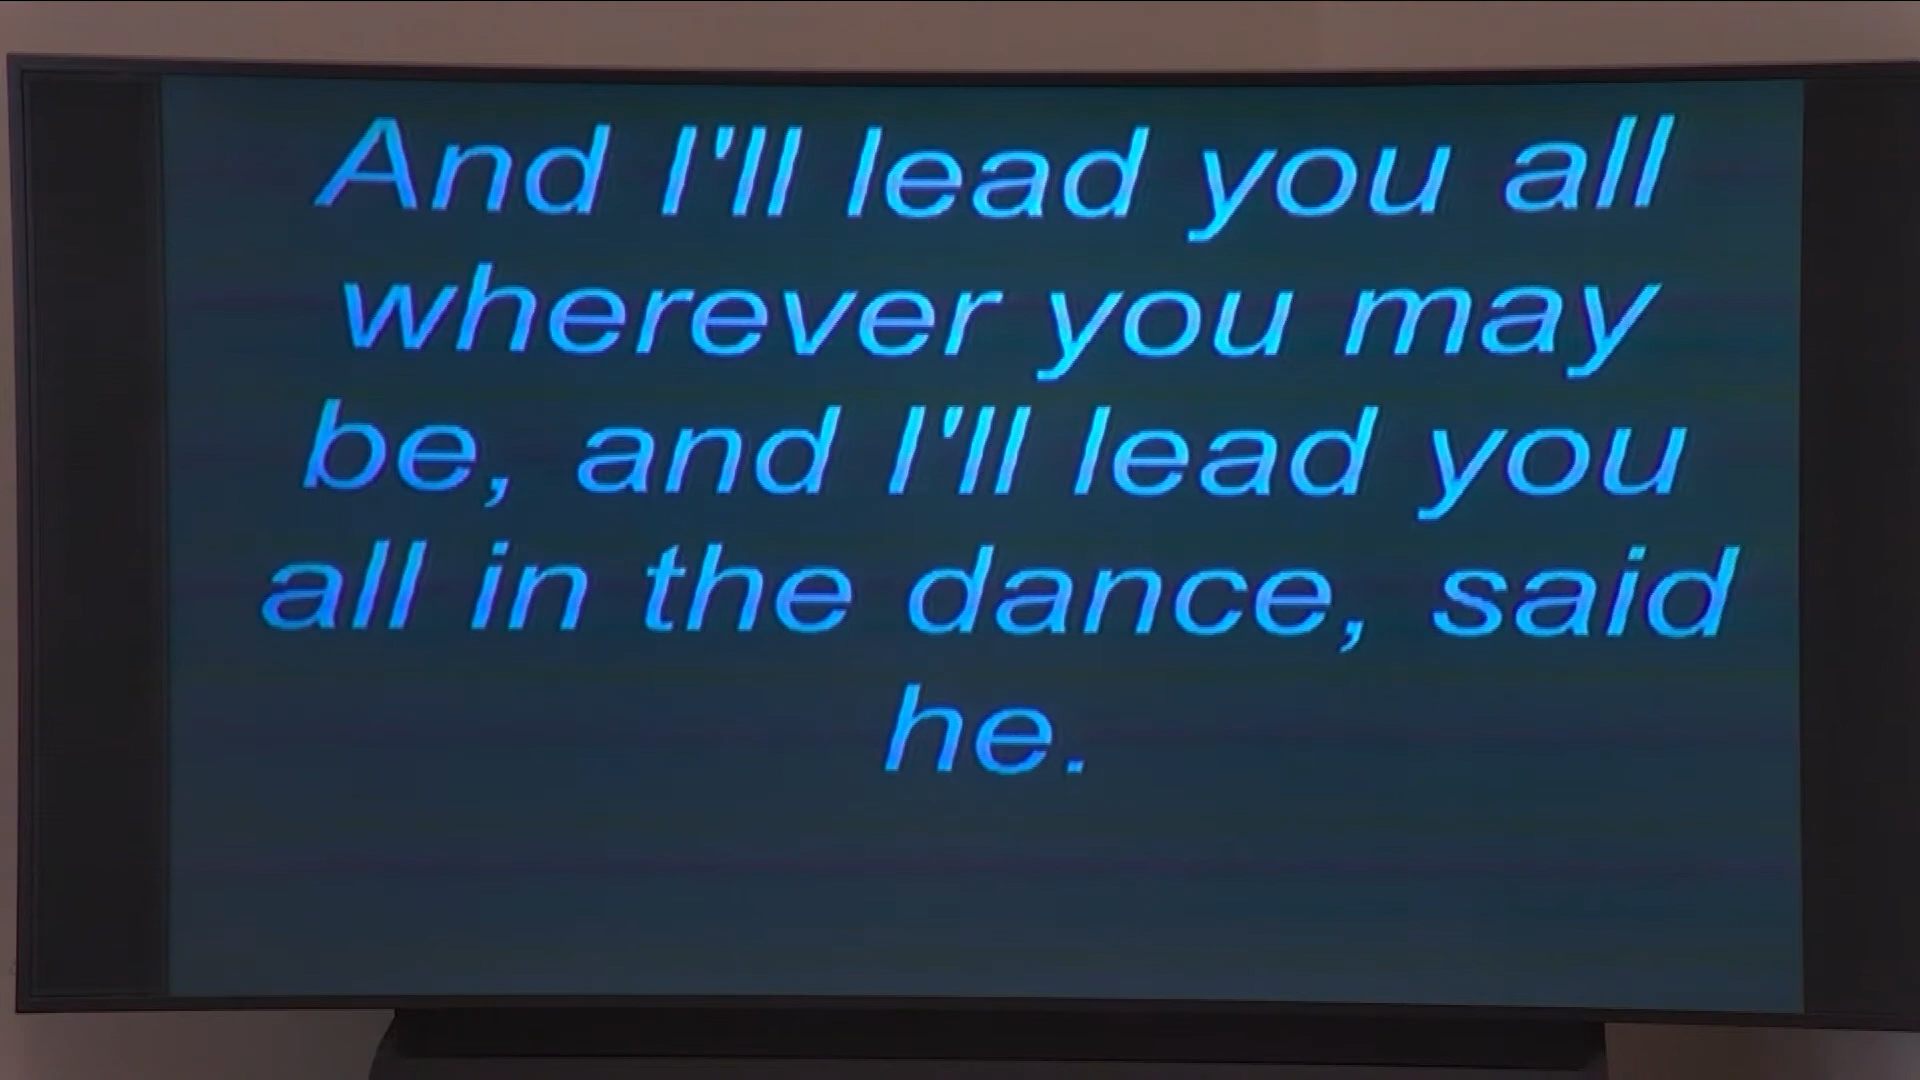 And I'll lead you all
wherever you may
be, and I'll lead you
all in the dance, said
he.